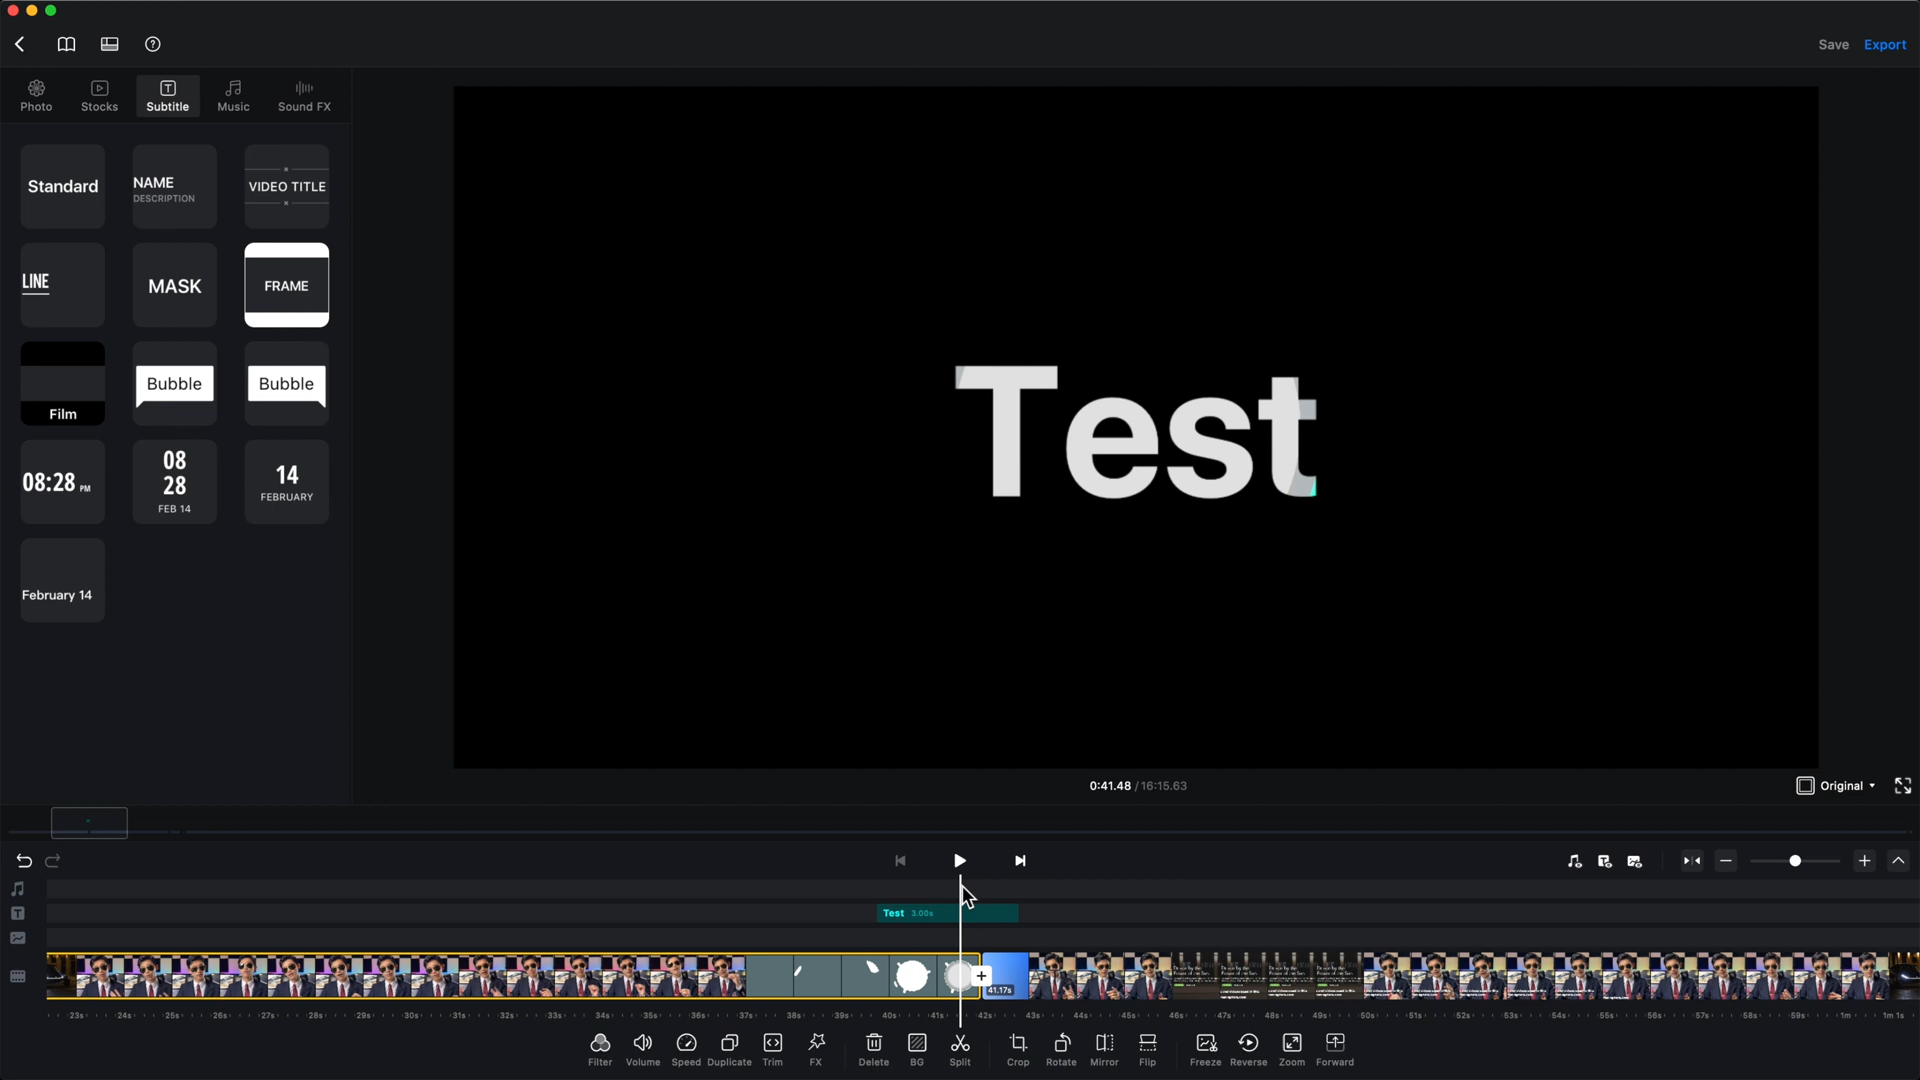 Save Export
Photo Stocks Subtitle Music Sound FX
Standard
NAME
DESCRIPTION
VIDEO TITLE
LINE
MASK
FRAME
Film
Bubble
Bubble
08:28 PM
08
28
FEB 14
14
FEBRUARY
February 14
Test
0:41.48 / 16:15.63
Original
Test 3.00s
41.17s
23s 24s 25s 26s 27s 28s 29s 30s 31s 32s 33s 34s 35s 36s 37s 38s 39s 40s 41s 42s 43s 44s 45s 46s 47s 48s 49s 50s 51s 52s 53s 54s 55s 56s 57s 58s 59s 1m 1m 1s
Filter Volume Speed Duplicate Trim FX Delete BG Split Crop Rotate Mirror Flip Freeze Reverse Zoom Forward